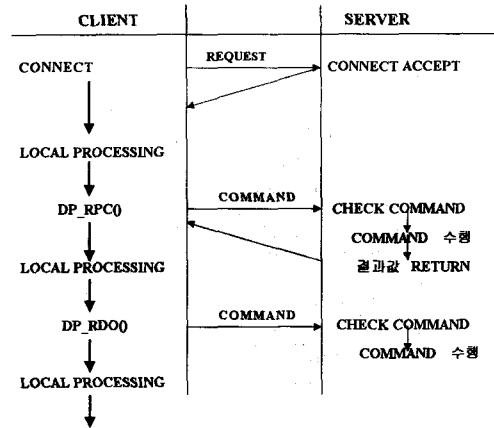 CLIENT SERVER
REQUEST
CONNECT CONNECT ACCEPT
LOCAL PROCESSING
COMMAND
DP_RPC() CHECK COMMAND
COMMAND 수행
LOCAL PROCESSING 결과값 RETURN
COMMAND
DP_RDO() CHECK COMMAND
COMMAND 수행
LOCAL PROCESSING